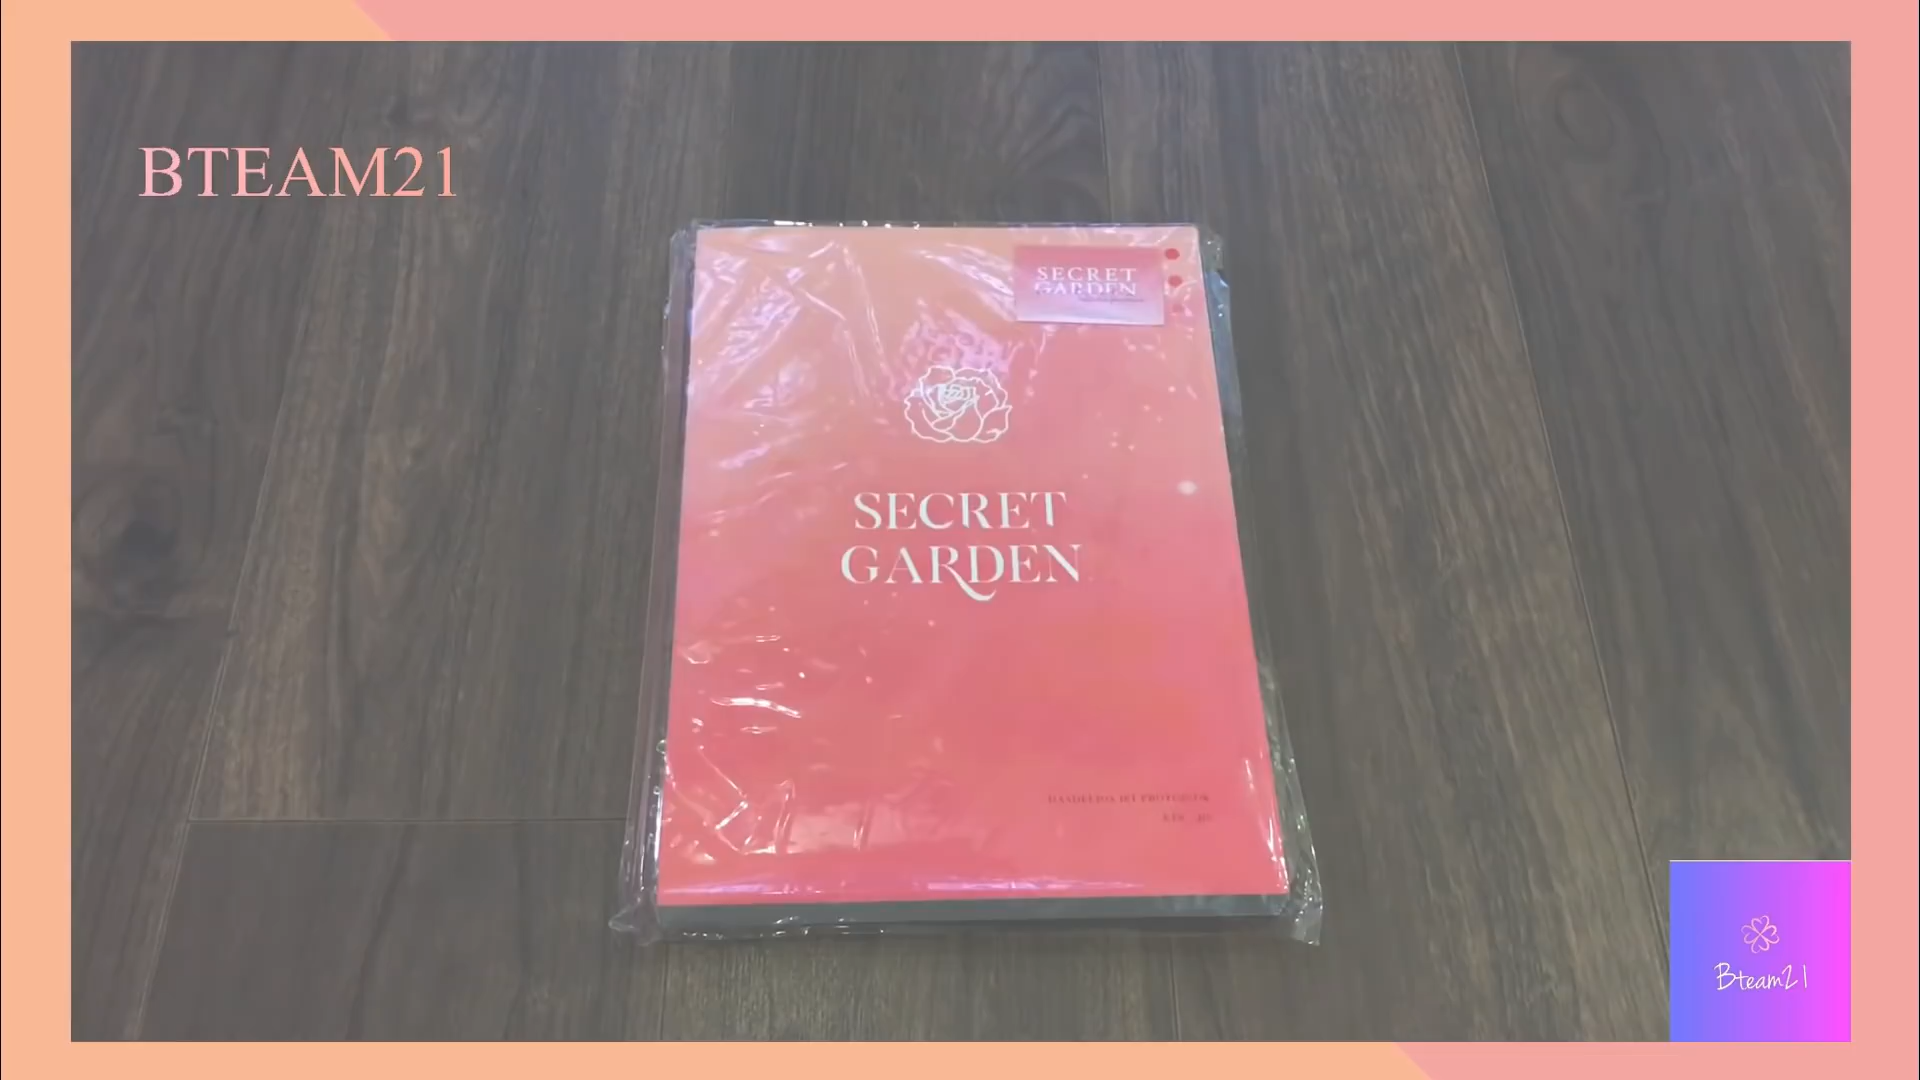 BTEAM21
SECRET
GARDEN
SECRET
GARDEN
Bteam21